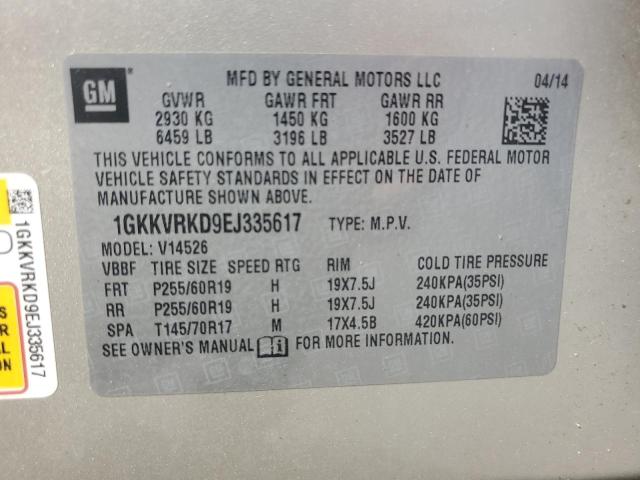 GM
MFD BY GENERAL MOTORS LLC 04/14
GVWR GAWR FRT GAWR RR
2930 KG 1450 KG 1600 KG
6459 LB 3196 LB 3527 LB
THIS VEHICLE CONFORMS TO ALL APPLICABLE U.S. FEDERAL MOTOR
VEHICLE SAFETY STANDARDS IN EFFECT ON THE DATE OF
MANUFACTURE SHOWN ABOVE.
1GKKVRKD9EJ335617 TYPE: M.P.V.
MODEL: V14526
VBBF TIRE SIZE SPEED RTG RIM COLD TIRE PRESSURE
FRT P255/60R19 H 19X7.5J 240KPA(35PSI)
RR P255/60R19 H 19X7.5J 240KPA(35PSI)
SPA T145/70R17 M 17X4.5B 420KPA(60PSI)
SEE OWNER'S MANUAL FOR MORE INFORMATION.
1GKKVRKD9EJ335617